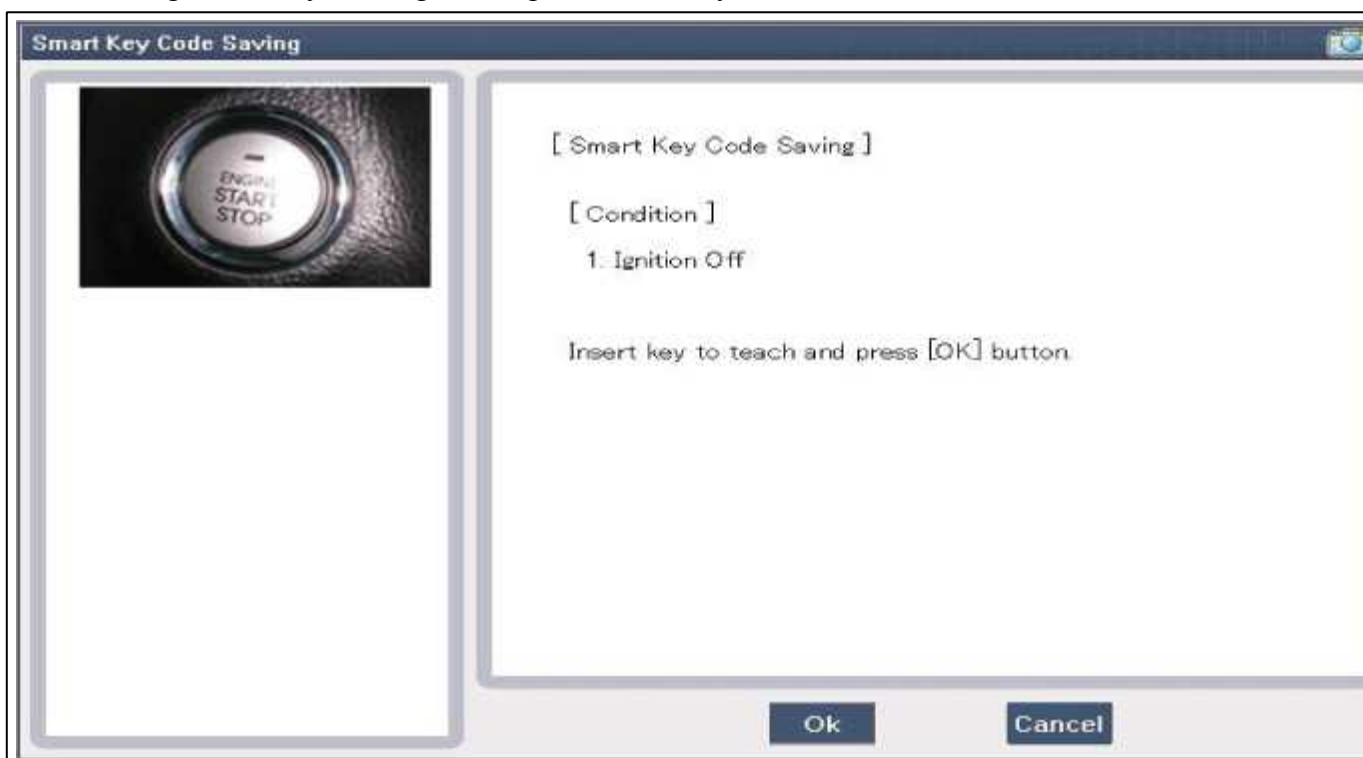 Smart Key Code Saving
ENGINE
START
STOP
[ Smart Key Code Saving ]
[ Condition ]
1. Ignition Off
Insert key to teach and press [OK] button
Ok
Cancel